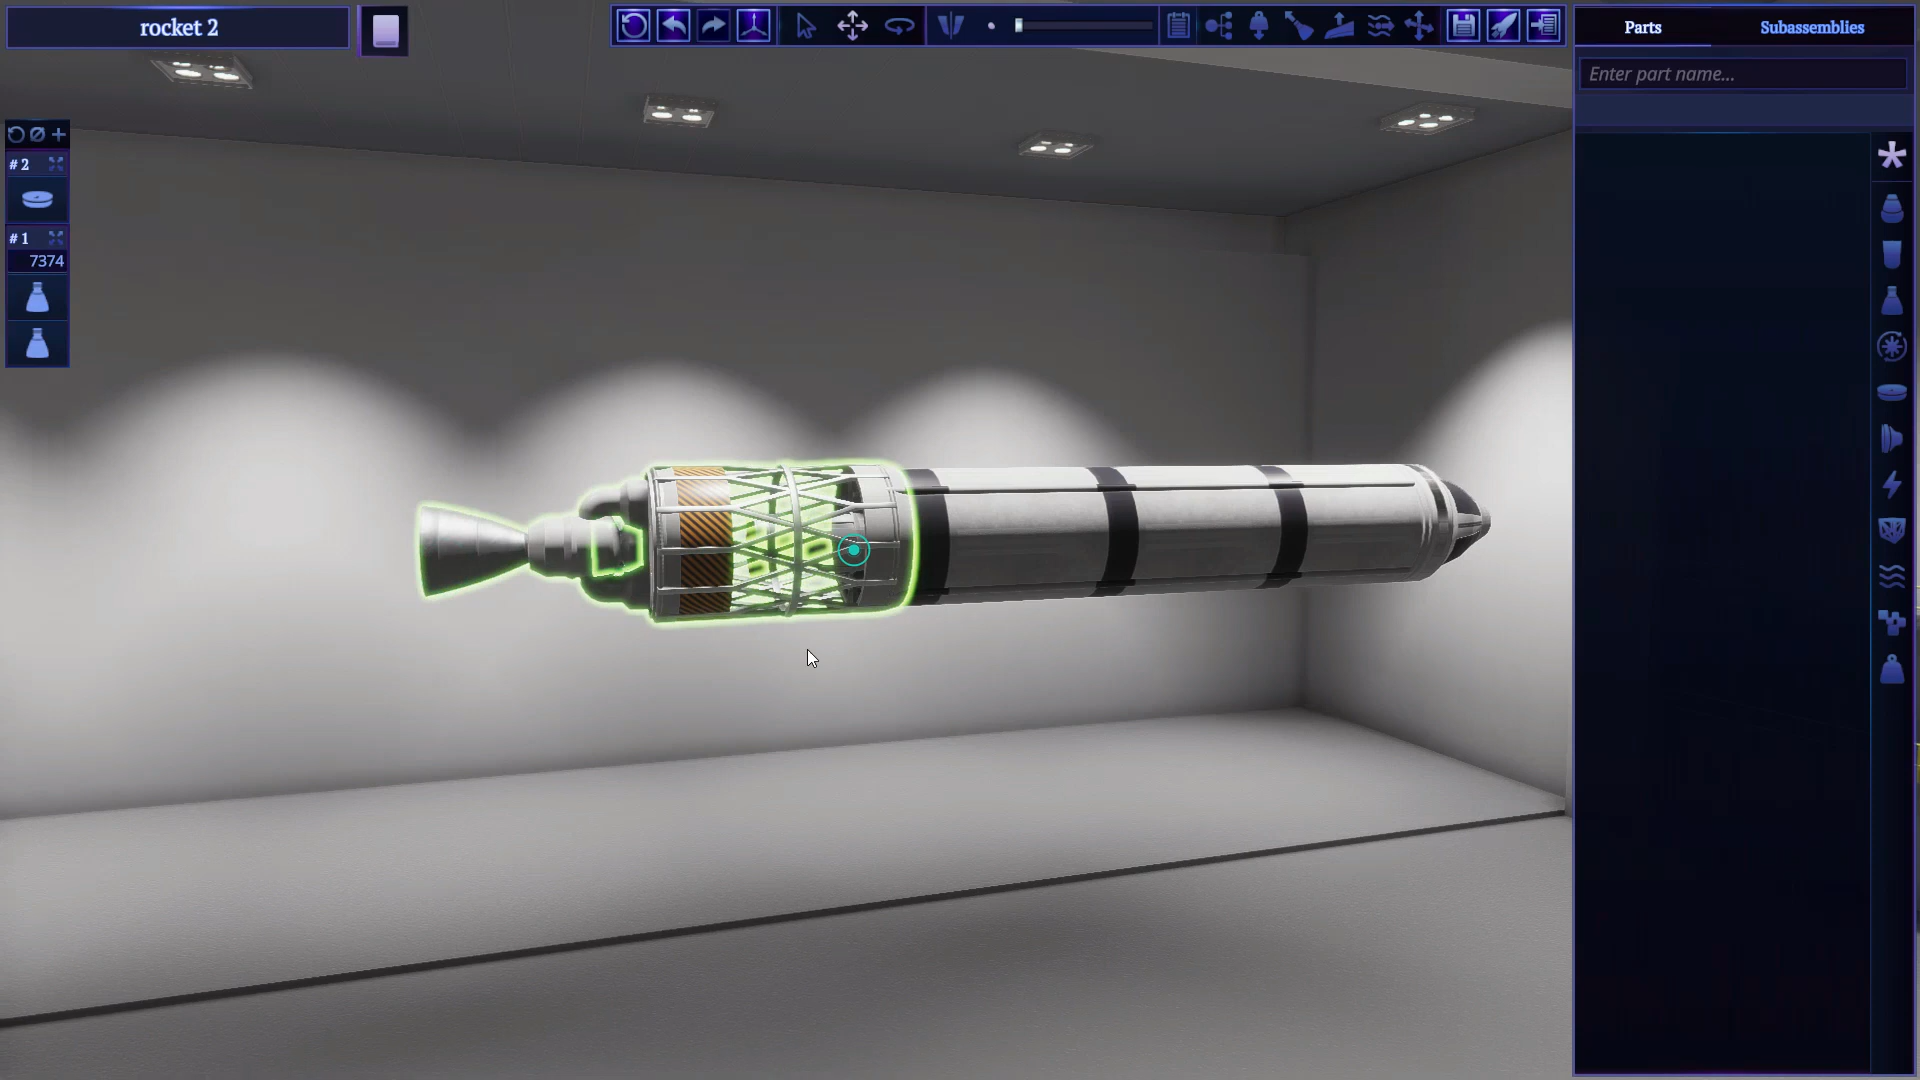 rocket 2
Parts
Subassemblies
Enter part name...
# 2
# 1
7374